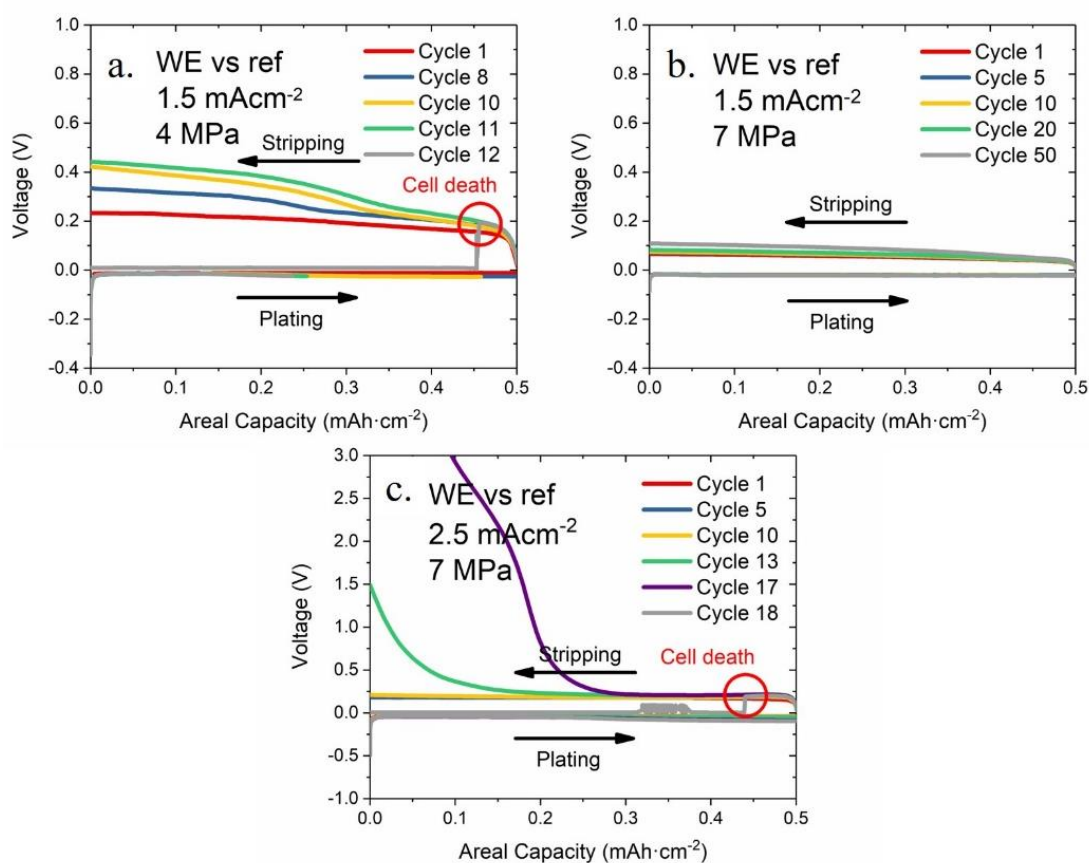 a.
WE vs ref
1.5 mAcm⁻²
4 MPa
Cycle 1
Cycle 8
Cycle 10
Cycle 11
Cycle 12
Stripping
Cell death
Plating
1.0
0.8
0.6
0.4
0.2
0.0
-0.2
-0.4
Voltage (V)
0.0 0.1 0.2 0.3 0.4 0.5
Areal Capacity (mAh·cm⁻²)
b.
WE vs ref
1.5 mAcm⁻²
7 MPa
Cycle 1
Cycle 5
Cycle 10
Cycle 20
Cycle 50
Stripping
Plating
1.0
0.8
0.6
0.4
0.2
0.0
-0.2
-0.4
Voltage (V)
0.0 0.1 0.2 0.3 0.4 0.5
Areal Capacity (mAh·cm⁻²)
c.
WE vs ref
2.5 mAcm⁻²
7 MPa
Cycle 1
Cycle 5
Cycle 10
Cycle 13
Cycle 17
Cycle 18
Stripping
Cell death
Plating
3.0
2.5
2.0
1.5
1.0
0.5
0.0
-0.5
-1.0
Voltage (V)
0.0 0.1 0.2 0.3 0.4 0.5
Areal Capacity (mAh·cm⁻²)